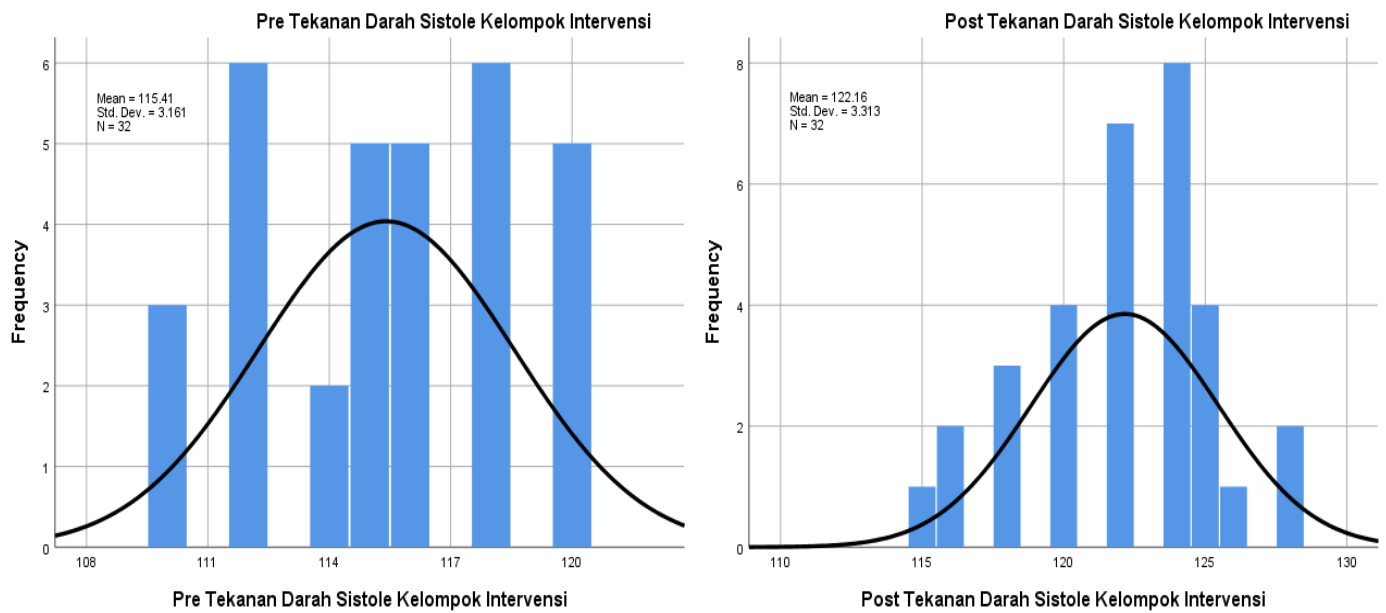 Pre Tekanan Darah Sistole Kelompok Intervensi
Mean = 115.41
Std. Dev. = 3.161
N = 32
Frequency
6
5
4
3
2
1
0
108 111 114 117 120
Pre Tekanan Darah Sistole Kelompok Intervensi
Post Tekanan Darah Sistole Kelompok Intervensi
Mean = 122.16
Std. Dev. = 3.313
N = 32
Frequency
8
6
4
2
0
110 115 120 125 130
Post Tekanan Darah Sistole Kelompok Intervensi